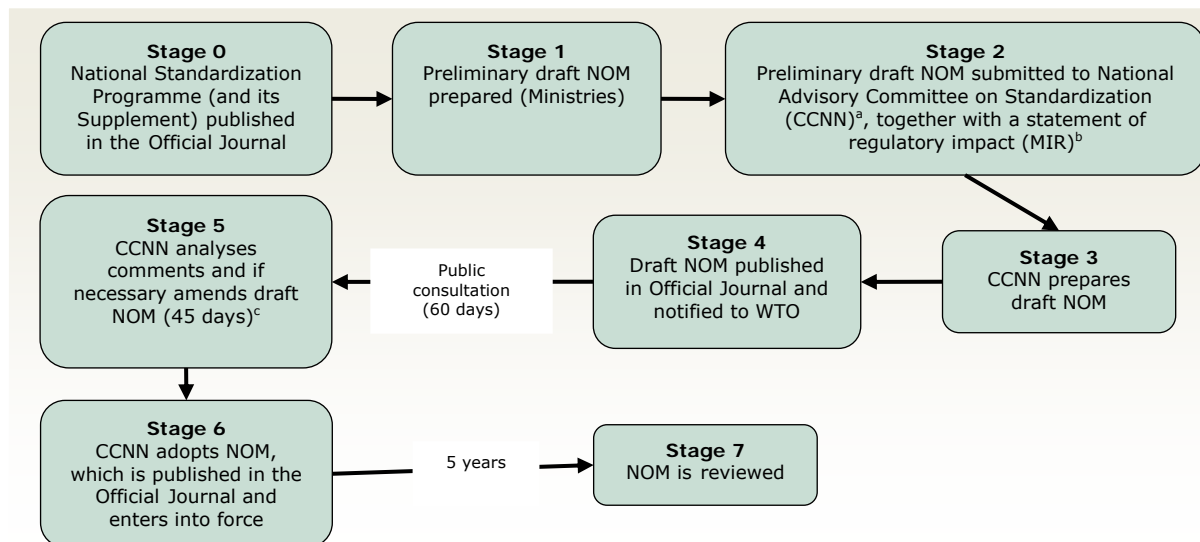 Stage 0
National Standardization
Programme (and its
Supplement) published
in the Official Journal
Stage 1
Preliminary draft NOM
prepared (Ministries)
Stage 2
Preliminary draft NOM submitted to National
Advisory Committee on Standardization
(CCNN)ᵃ, together with a statement of
regulatory impact (MIR)ᵇ
Stage 3
CCNN prepares
draft NOM
Stage 4
Draft NOM published
in Official Journal and
notified to WTO
Public
consultation
(60 days)
Stage 5
CCNN analyses
comments and if
necessary amends draft
NOM (45 days)ᶜ
Stage 6
CCNN adopts NOM,
which is published in the
Official Journal and
enters into force
5 years
Stage 7
NOM is reviewed